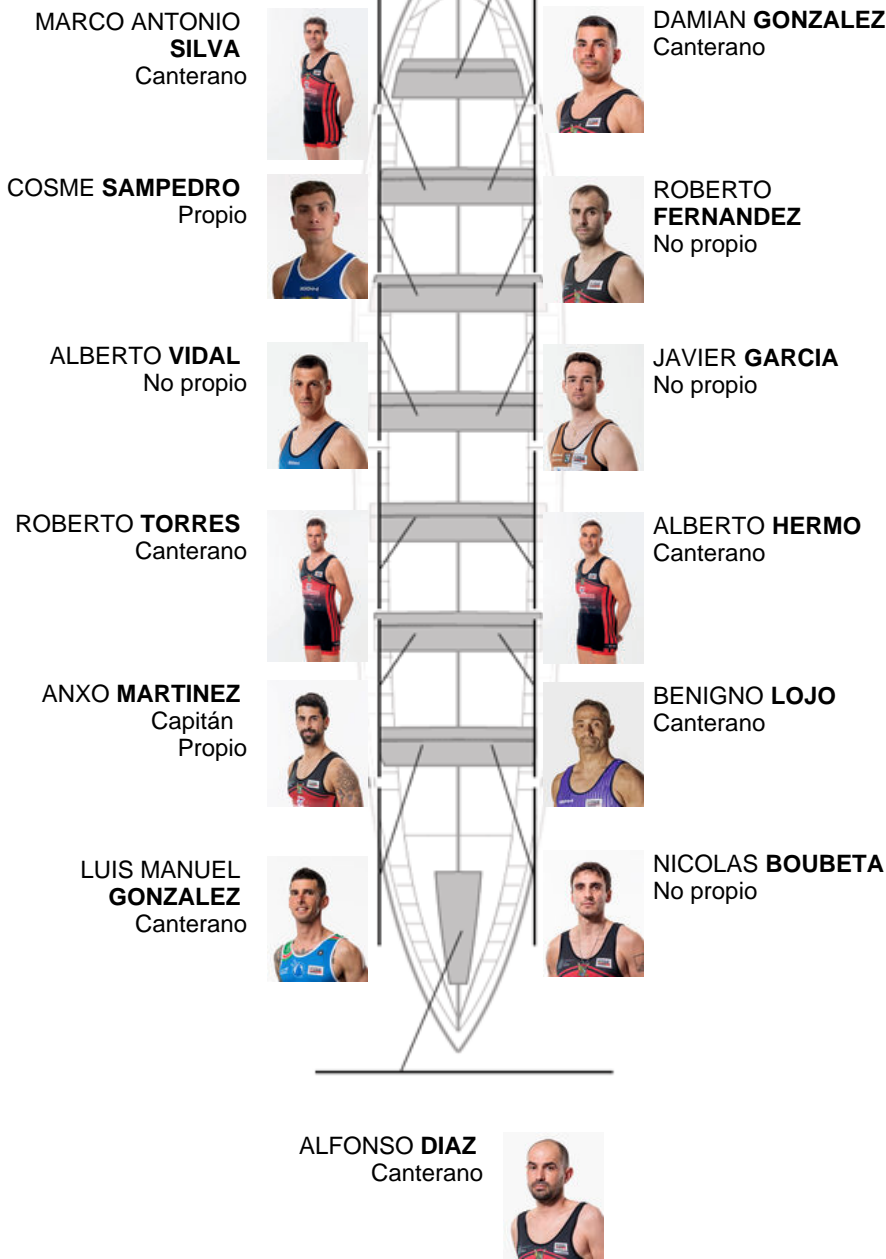 MARCO ANTONIO
SILVA
Canterano
DAMIAN GONZALEZ
Canterano
COSME SAMPEDRO
Propio
ROBERTO
FERNANDEZ
No propio
ALBERTO VIDAL
No propio
JAVIER GARCIA
No propio
ROBERTO TORRES
Canterano
ALBERTO HERMO
Canterano
ANXO MARTINEZ
Capitán
Propio
BENIGNO LOJO
Canterano
LUIS MANUEL
GONZALEZ
Canterano
NICOLAS BOUBETA
No propio
ALFONSO DIAZ
Canterano